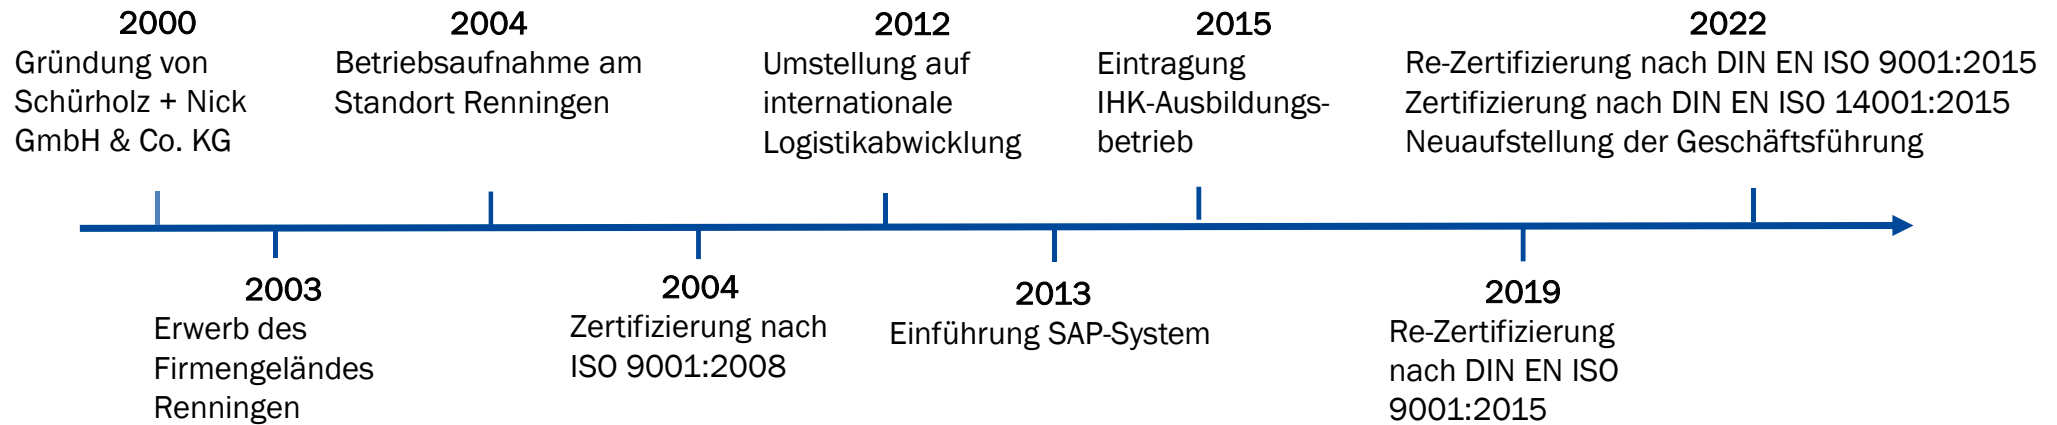 2000
Gründung von
Schürholz + Nick
GmbH & Co. KG
2003
Erwerb des
Firmengeländes
Renningen
2004
Betriebsaufnahme am
Standort Renningen
2004
Zertifizierung nach
ISO 9001:2008
2012
Umstellung auf
internationale
Logistikabwicklung
2013
Einführung SAP-System
2015
Eintragung
IHK-Ausbildungs-
betrieb
2019
Re-Zertifizierung
nach DIN EN ISO
9001:2015
2022
Re-Zertifizierung nach DIN EN ISO 9001:2015
Zertifizierung nach DIN EN ISO 14001:2015
Neuaufstellung der Geschäftsführung